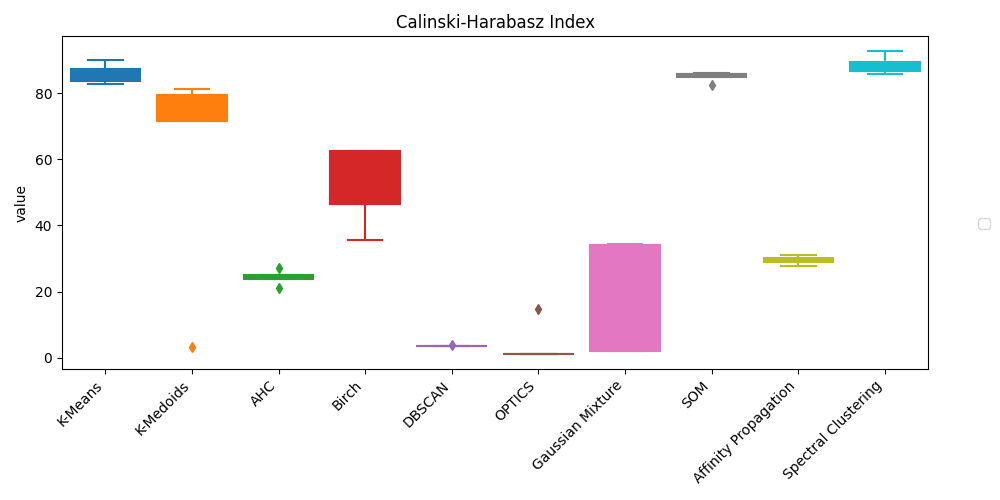 Calinski-Harabasz Index
value
80
60
40
20
0
K-Means
K-Medoids
AHC
Birch
DBSCAN
OPTICS
Gaussian Mixture
SOM
Affinity Propagation
Spectral Clustering